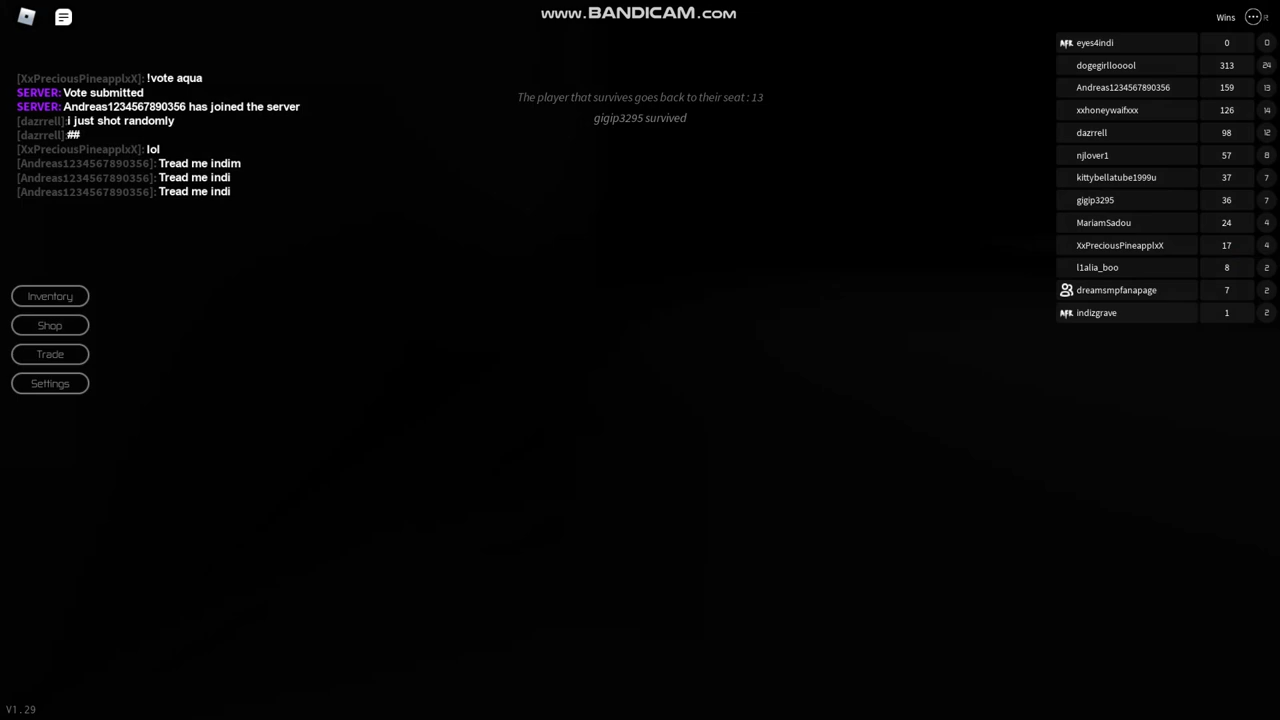 www.BANDICAM.com
Wins
[XxPreciousPineapplxX]: !vote aqua
SERVER: Vote submitted
SERVER: Andreas1234567890356 has joined the server
[dazrrell]: i just shot randomly
[dazrrell]: ##
[XxPreciousPineapplxX]: lol
[Andreas1234567890356]: Tread me indim
[Andreas1234567890356]: Tread me indi
[Andreas1234567890356]: Tread me indi
The player that survives goes back to their seat : 13
gigip3295 survived
AFK eyes4indi 0 0
dogegirllooool 313 24
Andreas1234567890356 159 13
xxhoneywaifxxx 126 14
dazrrell 98 12
njlover1 57 8
kittybellatube1999u 37 7
gigip3295 36 7
MariamSadou 24 4
XxPreciousPineapplxX 17 4
l1alia_boo 8 2
dreamsmpfanapage 7 2
AFK indizgrave 1 2
Inventory
Shop
Trade
Settings
V1.29